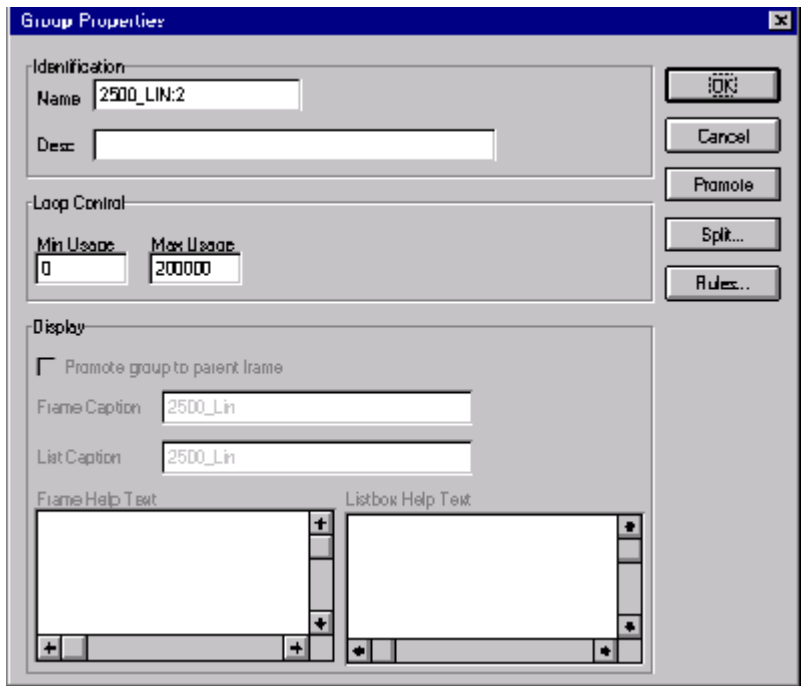 Group Properties
Identification
Name 2500_LIN:2
Desc
Loop Control
Min Usage Max Usage
0 200000
Display
Promote group to parent frame
Frame Caption 2500_Lin
List Caption 2500_Lin
Frame Help Text Listbox Help Text
OK
Cancel
Promote
Split...
Rules...